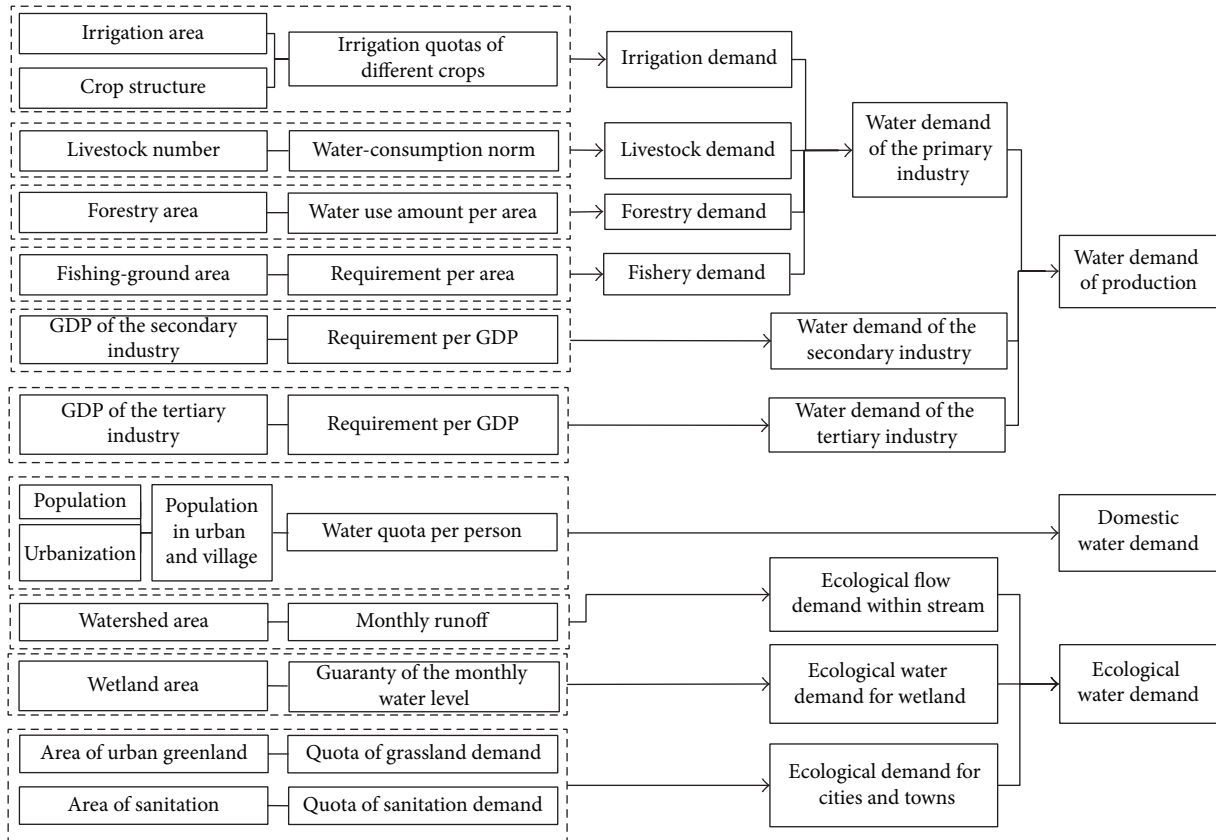 Irrigation area
Crop structure
Irrigation quotas of
different crops
Irrigation demand
Livestock number
Water-consumption norm
Livestock demand
Forestry area
Water use amount per area
Forestry demand
Fishing-ground area
Requirement per area
Fishery demand
Water demand
of the primary
industry
GDP of the secondary
industry
Requirement per GDP
Water demand of the
secondary industry
GDP of the tertiary
industry
Requirement per GDP
Water demand of the
tertiary industry
Water demand
of production
Population
Urbanization
Population
in urban
and village
Water quota per person
Domestic
water demand
Watershed area
Monthly runoff
Ecological flow
demand within stream
Wetland area
Guaranty of the monthly
water level
Ecological water
demand for wetland
Area of urban greenland
Quota of grassland demand
Area of sanitation
Quota of sanitation demand
Ecological demand for
cities and towns
Ecological
water demand